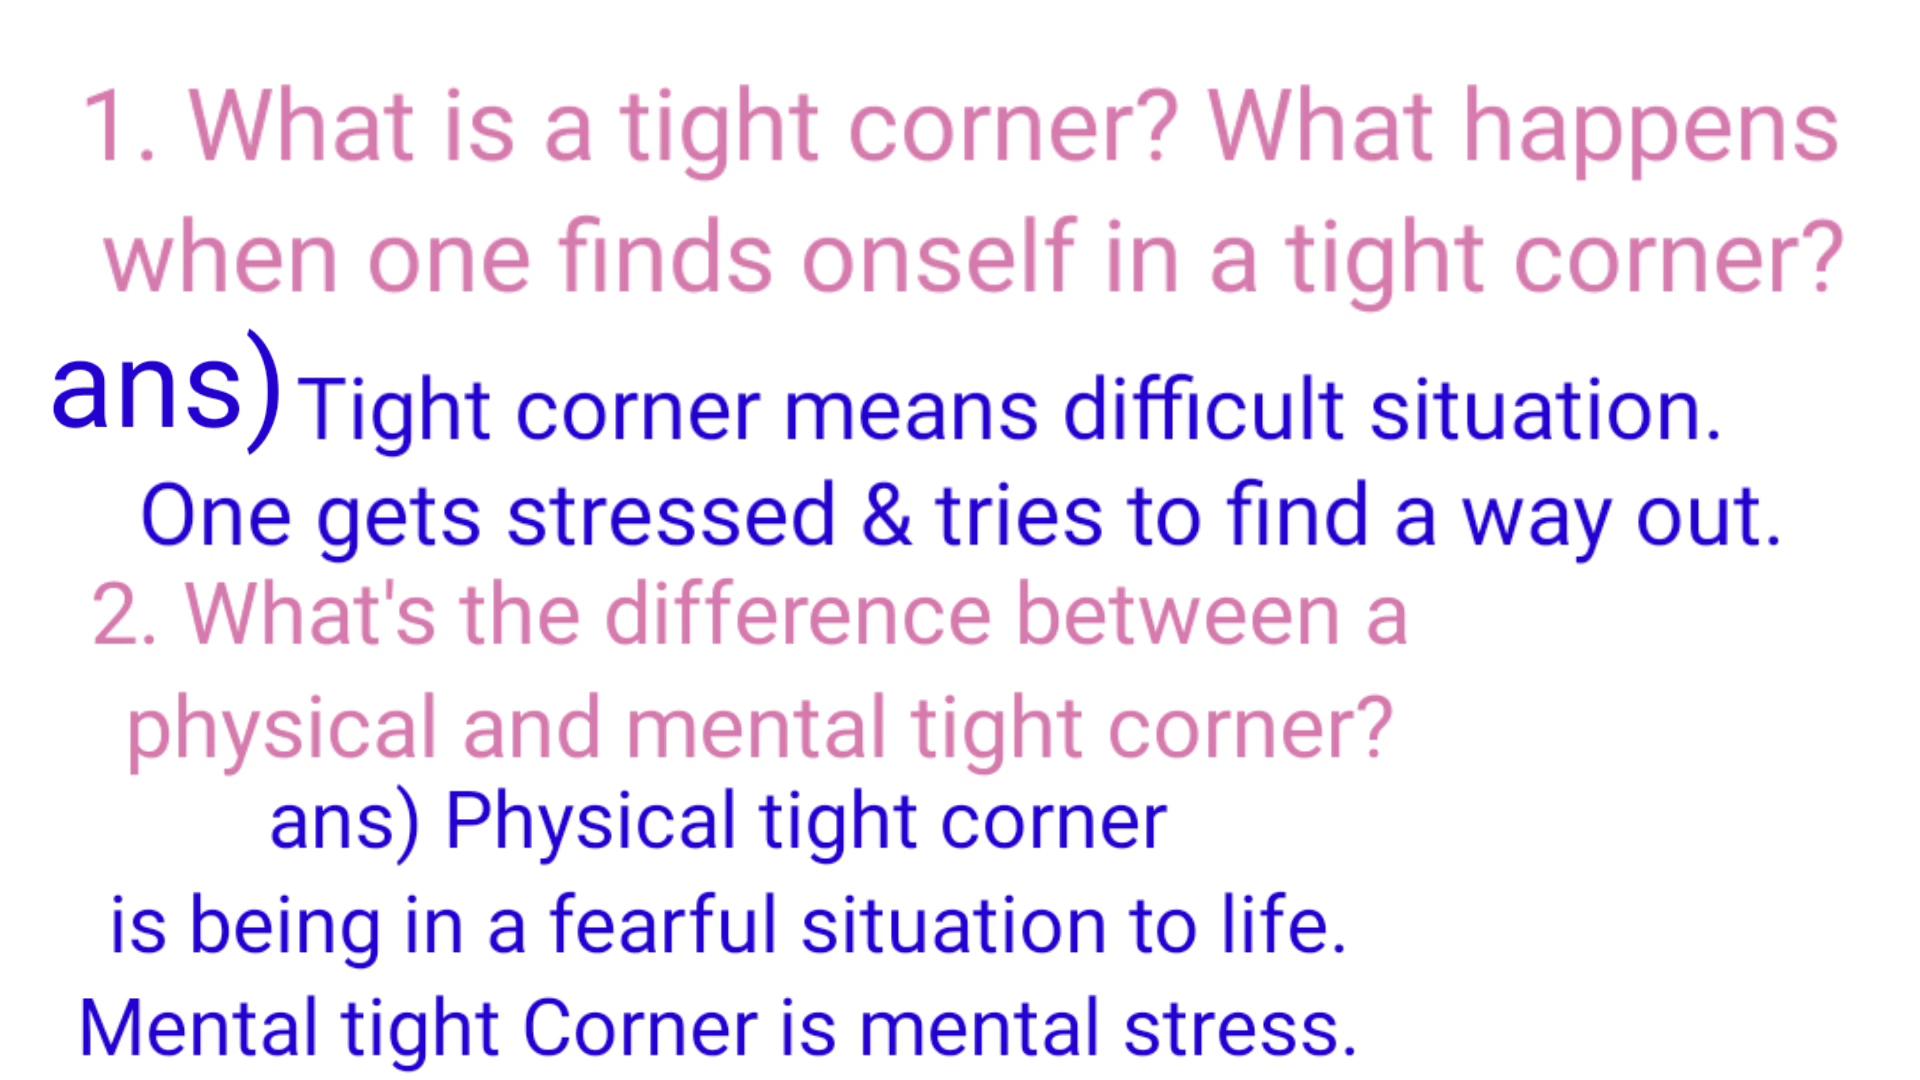 1. What is a tight corner? What happens
when one finds onself in a tight corner?
ans) Tight corner means difficult situation.
One gets stressed & tries to find a way out.
2. What's the difference between a
physical and mental tight corner?
ans) Physical tight corner
is being in a fearful situation to life.
Mental tight Corner is mental stress.